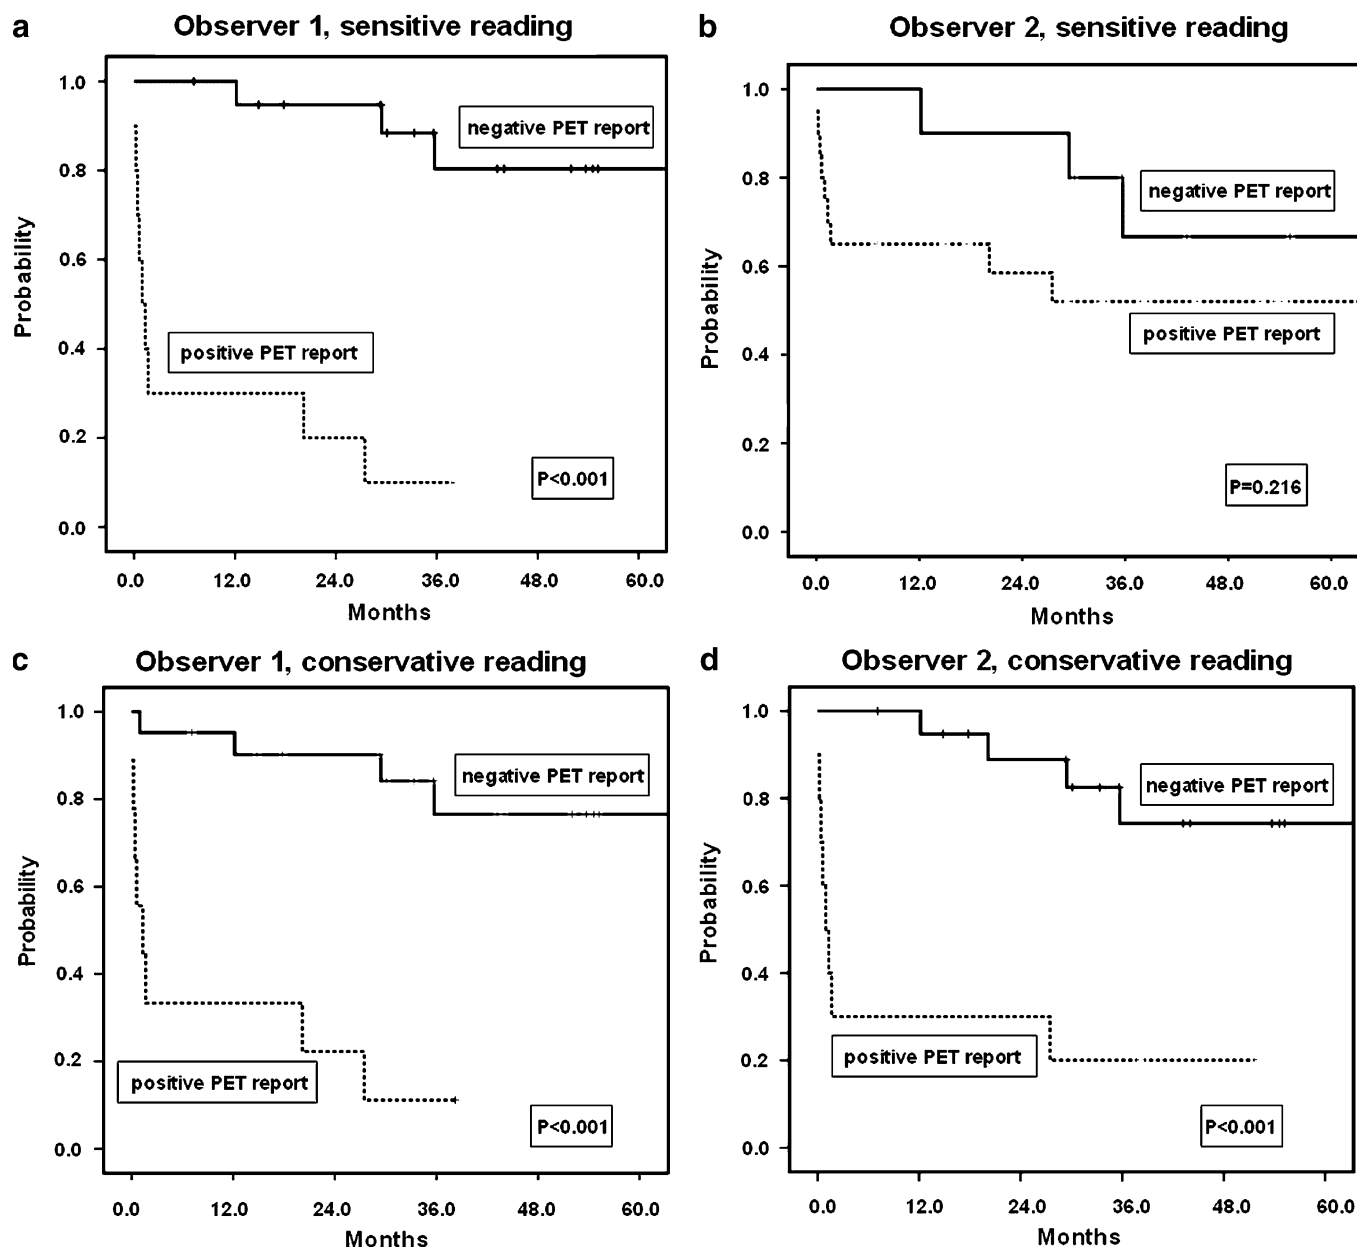 a
Observer 1, sensitive reading
1.0
0.8
0.6
0.4
0.2
0.0
Probability
negative PET report
positive PET report
P<0.001
0.0 12.0 24.0 36.0 48.0 60.0
Months
b
Observer 2, sensitive reading
1.0
0.8
0.6
0.4
0.2
0.0
Probability
negative PET report
positive PET report
P=0.216
0.0 12.0 24.0 36.0 48.0 60.0
Months
c
Observer 1, conservative reading
1.0
0.8
0.6
0.4
0.2
0.0
Probability
negative PET report
positive PET report
P<0.001
0.0 12.0 24.0 36.0 48.0 60.0
Months
d
Observer 2, conservative reading
1.0
0.8
0.6
0.4
0.2
0.0
Probability
negative PET report
positive PET report
P<0.001
0.0 12.0 24.0 36.0 48.0 60.0
Months